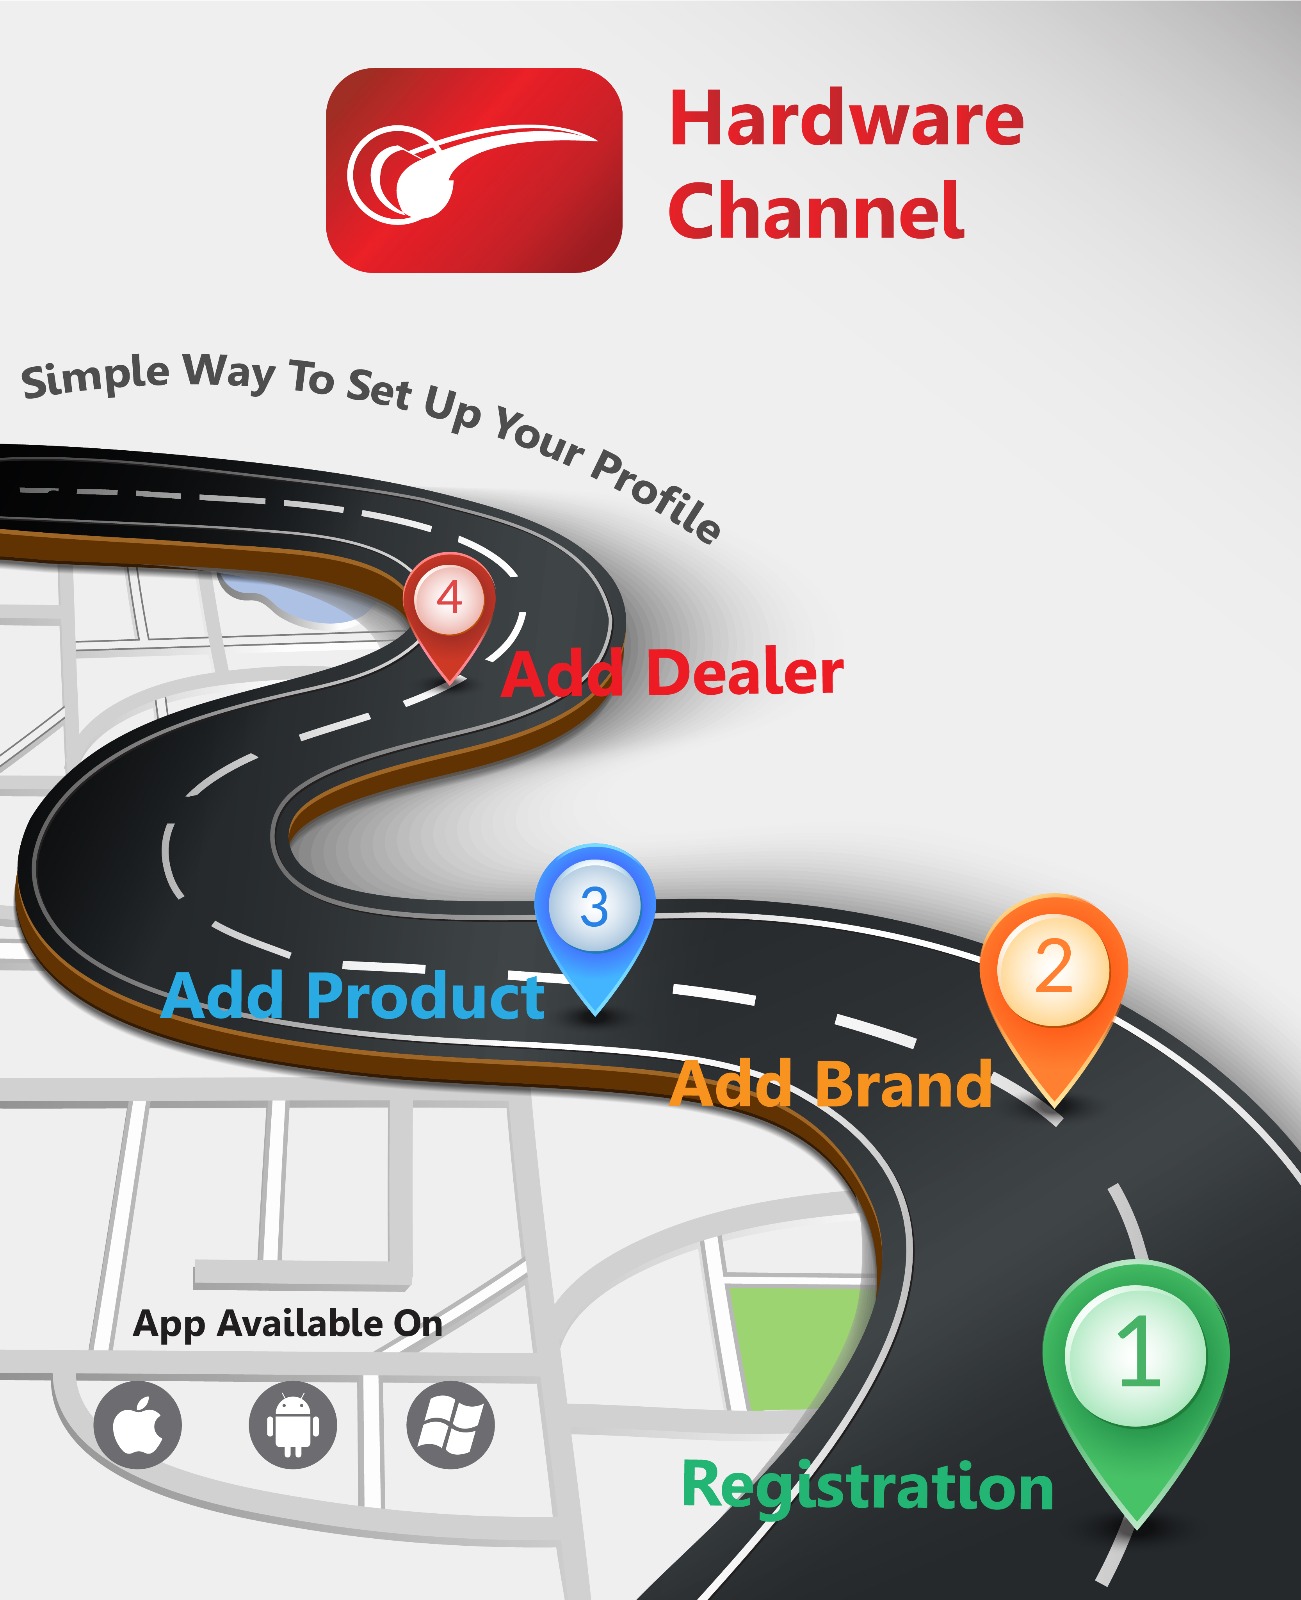 Hardware
Channel
Simple Way To Set Up Your Profile
4
Add Dealer
3
Add Product
2
Add Brand
1
Registration
App Available On